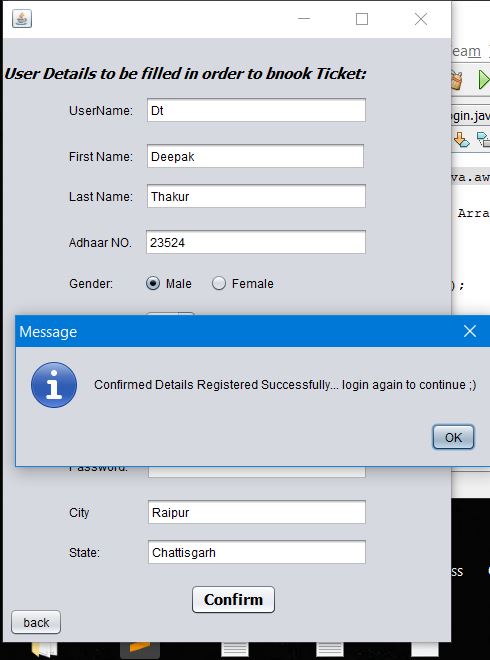 eam
User Details to be filled in order to bnook Ticket:
UserName: Dt
ogin.jav
First Name: Deepak
va.aw
Last Name: Thakur
Arra
Adhaar NO. 23524
Gender: Male Female
);
Message
Confirmed Details Registered Successfully... login again to continue ;)
OK
Password:
City Raipur
State: Chattisgarh
ss
Confirm
back